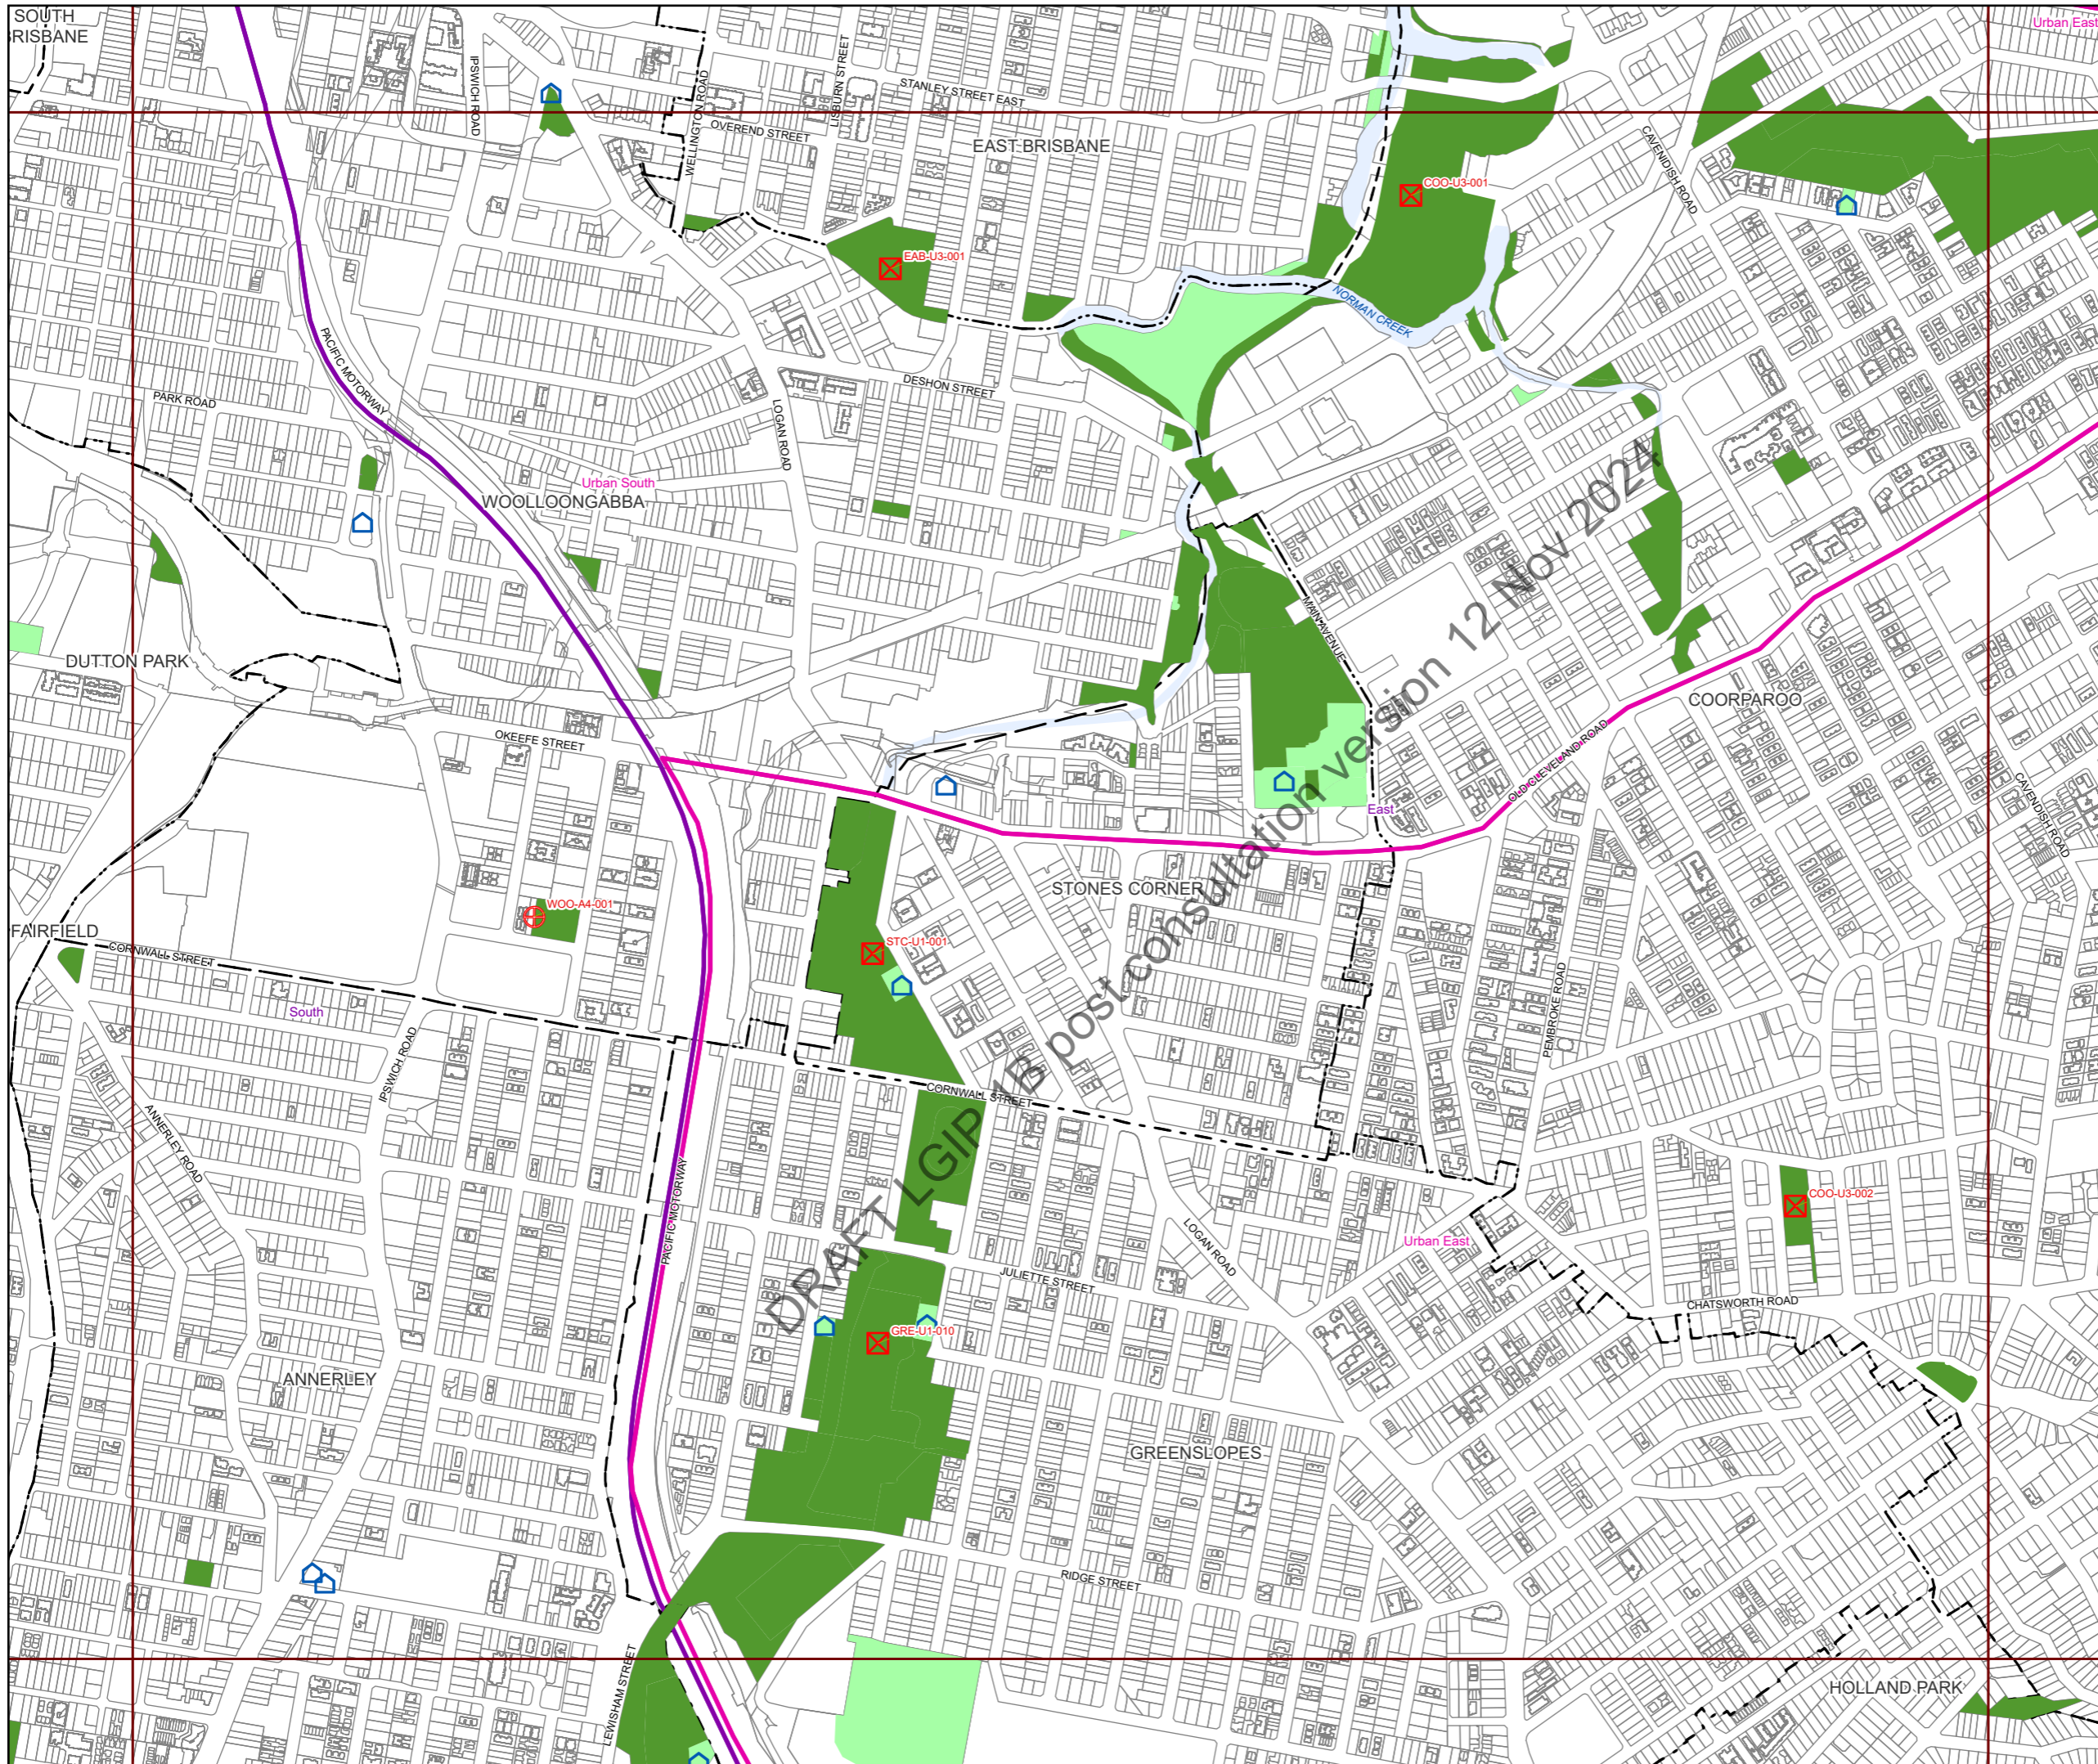 SOUTH
BRISBANE
Urban East
IPSWICH ROAD
WELLINGTON ROAD
LISBURN STREET
STANLEY STREET EAST
OVEREND STREET
EAST BRISBANE
CAVENDISH ROAD
COO-U3-001
EAB-U3-001
NORMAN CREEK
PACIFIC MOTORWAY
PARK ROAD
DESHON STREET
LOGAN ROAD
Urban South
WOOLLOONGABBA
MAIN AVENUE
DUTTON PARK
COORPAROO
OKEEFE STREET
OLD CLEVELAND ROAD
CAVENDISH ROAD
East
STONES CORNER
WOO-A4-001
FAIRFIELD
CORNWALL STREET
STC-U1-001
South
PEMBROKE ROAD
IPSWICH ROAD
CORNWALL STREET
ANNERLEY ROAD
PACIFIC MOTORWAY
DRAFT LGIP 1B post consultation version 12 Nov 2024
COO-U3-002
LOGAN ROAD
Urban East
JULIETTE STREET
CHATSWORTH ROAD
GRE-U1-010
ANNERLEY
GREENSLOPES
RIDGE STREET
LEWISHAM STREET
HOLLAND PARK